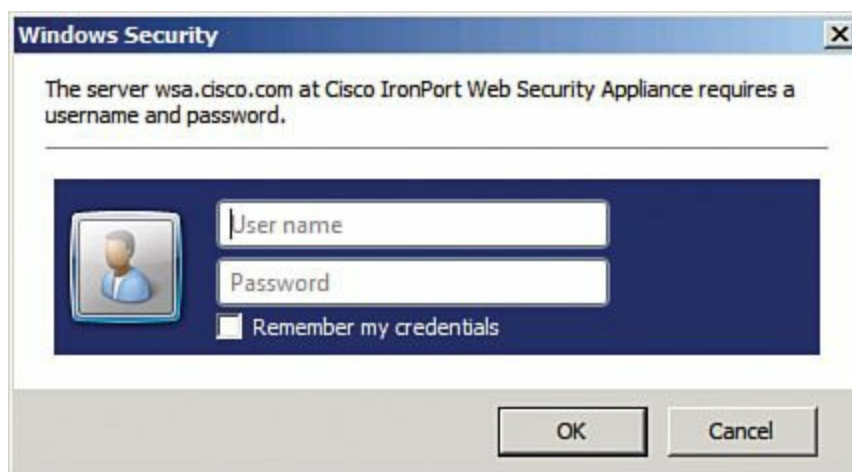 Windows Security
The server wsa.cisco.com at Cisco IronPort Web Security Appliance requires a
username and password.
User name
Password
Remember my credentials
OK
Cancel